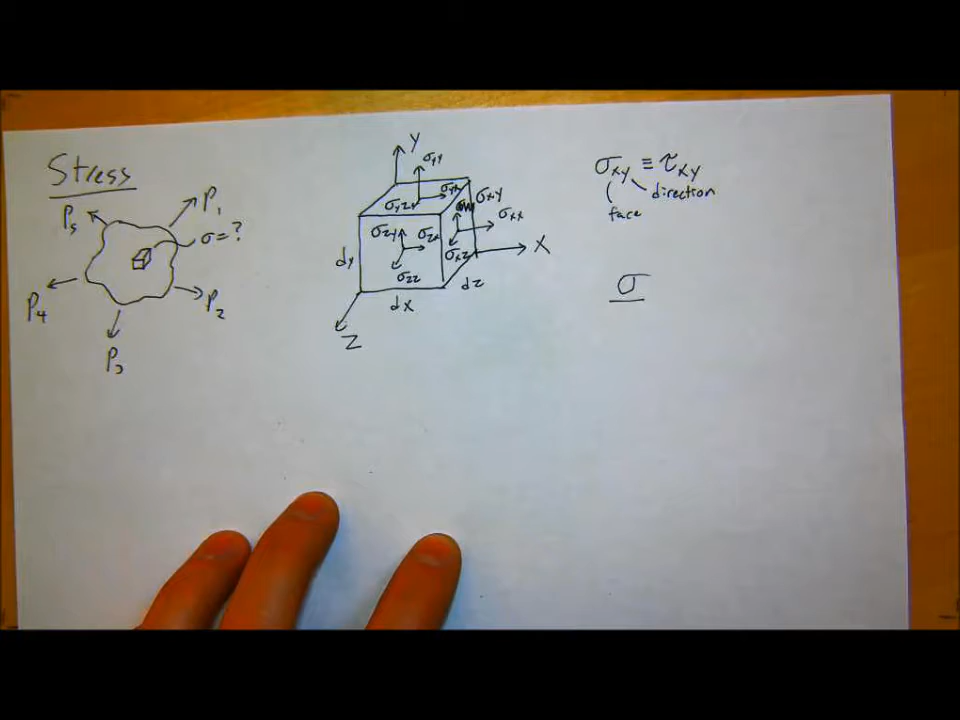 Stress
P₁
P₅
σ=?
P₄
P₂
P₃
Y
σyy
σyx
σyz
σxy
σxx
σxz
σzy
σzx
σzz
X
dy
dz
dx
Z
σxy ≡ τxy
face
direction
σ